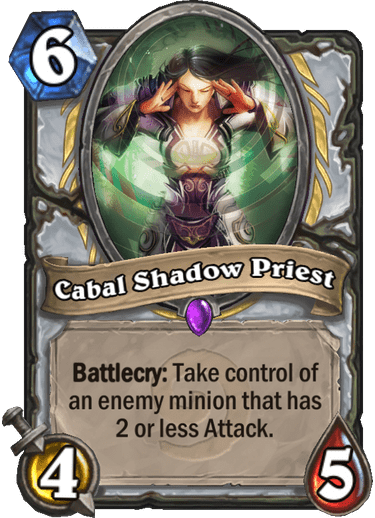 6
Cabal Shadow Priest
Battlecry: Take control of
an enemy minion that has
2 or less Attack.
4
5